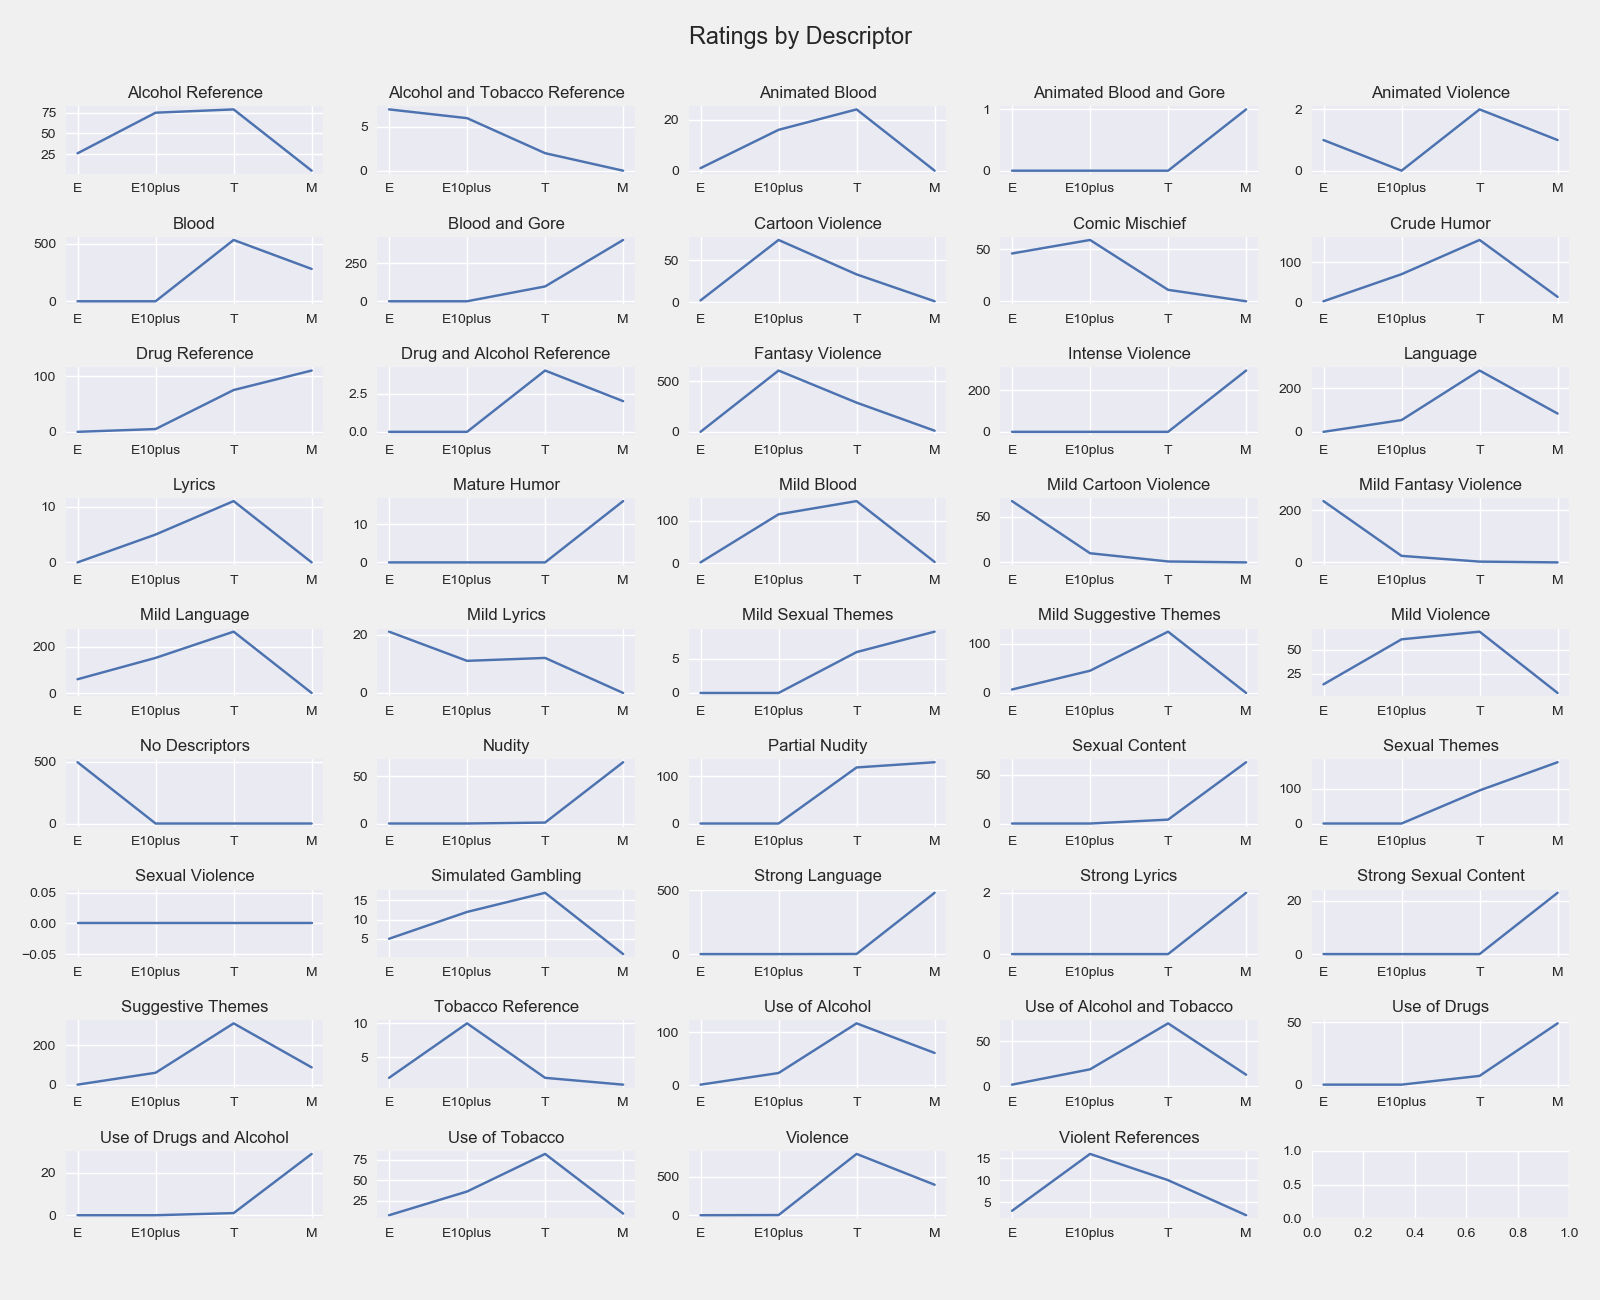 Ratings by Descriptor
Alcohol Reference
75
50
25
E E10plus T M
Alcohol and Tobacco Reference
5
0
E E10plus T M
Animated Blood
20
0
E E10plus T M
Animated Blood and Gore
1
0
E E10plus T M
Animated Violence
2
0
E E10plus T M
Blood
500
0
E E10plus T M
Blood and Gore
250
0
E E10plus T M
Cartoon Violence
50
0
E E10plus T M
Comic Mischief
50
0
E E10plus T M
Crude Humor
100
0
E E10plus T M
Drug Reference
100
0
E E10plus T M
Drug and Alcohol Reference
2.5
0.0
E E10plus T M
Fantasy Violence
500
0
E E10plus T M
Intense Violence
200
0
E E10plus T M
Language
200
0
E E10plus T M
Lyrics
10
0
E E10plus T M
Mature Humor
10
0
E E10plus T M
Mild Blood
100
0
E E10plus T M
Mild Cartoon Violence
50
0
E E10plus T M
Mild Fantasy Violence
200
0
E E10plus T M
Mild Language
200
0
E E10plus T M
Mild Lyrics
20
0
E E10plus T M
Mild Sexual Themes
5
0
E E10plus T M
Mild Suggestive Themes
100
0
E E10plus T M
Mild Violence
50
25
E E10plus T M
No Descriptors
500
0
E E10plus T M
Nudity
50
0
E E10plus T M
Partial Nudity
100
0
E E10plus T M
Sexual Content
50
0
E E10plus T M
Sexual Themes
100
0
E E10plus T M
Sexual Violence
0.05
0.00
−0.05
E E10plus T M
Simulated Gambling
15
10
5
E E10plus T M
Strong Language
500
0
E E10plus T M
Strong Lyrics
2
0
E E10plus T M
Strong Sexual Content
20
0
E E10plus T M
Suggestive Themes
200
0
E E10plus T M
Tobacco Reference
10
5
E E10plus T M
Use of Alcohol
100
0
E E10plus T M
Use of Alcohol and Tobacco
50
0
E E10plus T M
Use of Drugs
50
0
E E10plus T M
Use of Drugs and Alcohol
20
0
E E10plus T M
Use of Tobacco
75
50
25
E E10plus T M
Violence
500
0
E E10plus T M
Violent References
15
10
5
E E10plus T M
1.0
0.5
0.0
0.0 0.2 0.4 0.6 0.8 1.0